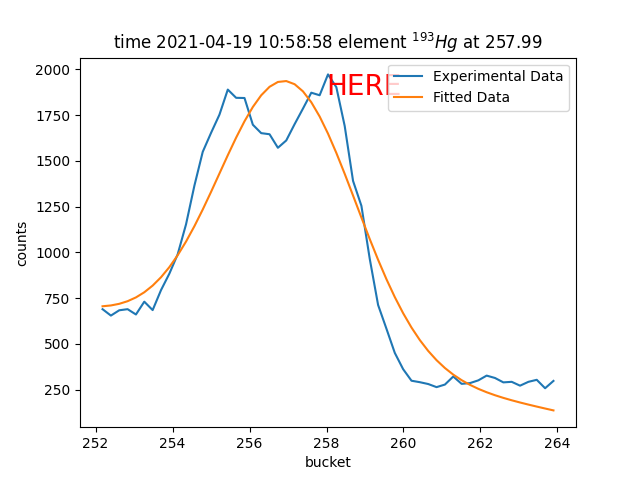 time 2021-04-19 10:58:58 element ¹⁹³Hg at 257.99
HERE
Experimental Data
Fitted Data
counts
2000
1750
1500
1250
1000
750
500
250
252 254 256 258 260 262 264
bucket